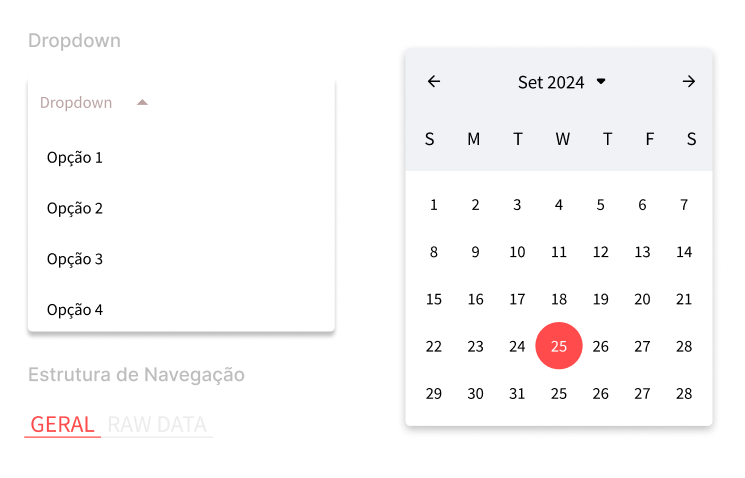 Dropdown
Dropdown
Opção 1
Opção 2
Opção 3
Opção 4
Estrutura de Navegação
GERAL RAW DATA
Set 2024
S M T W T F S
1 2 3 4 5 6 7
8 9 10 11 12 13 14
15 16 17 18 19 20 21
22 23 24 25 26 27 28
29 30 31 25 26 27 28